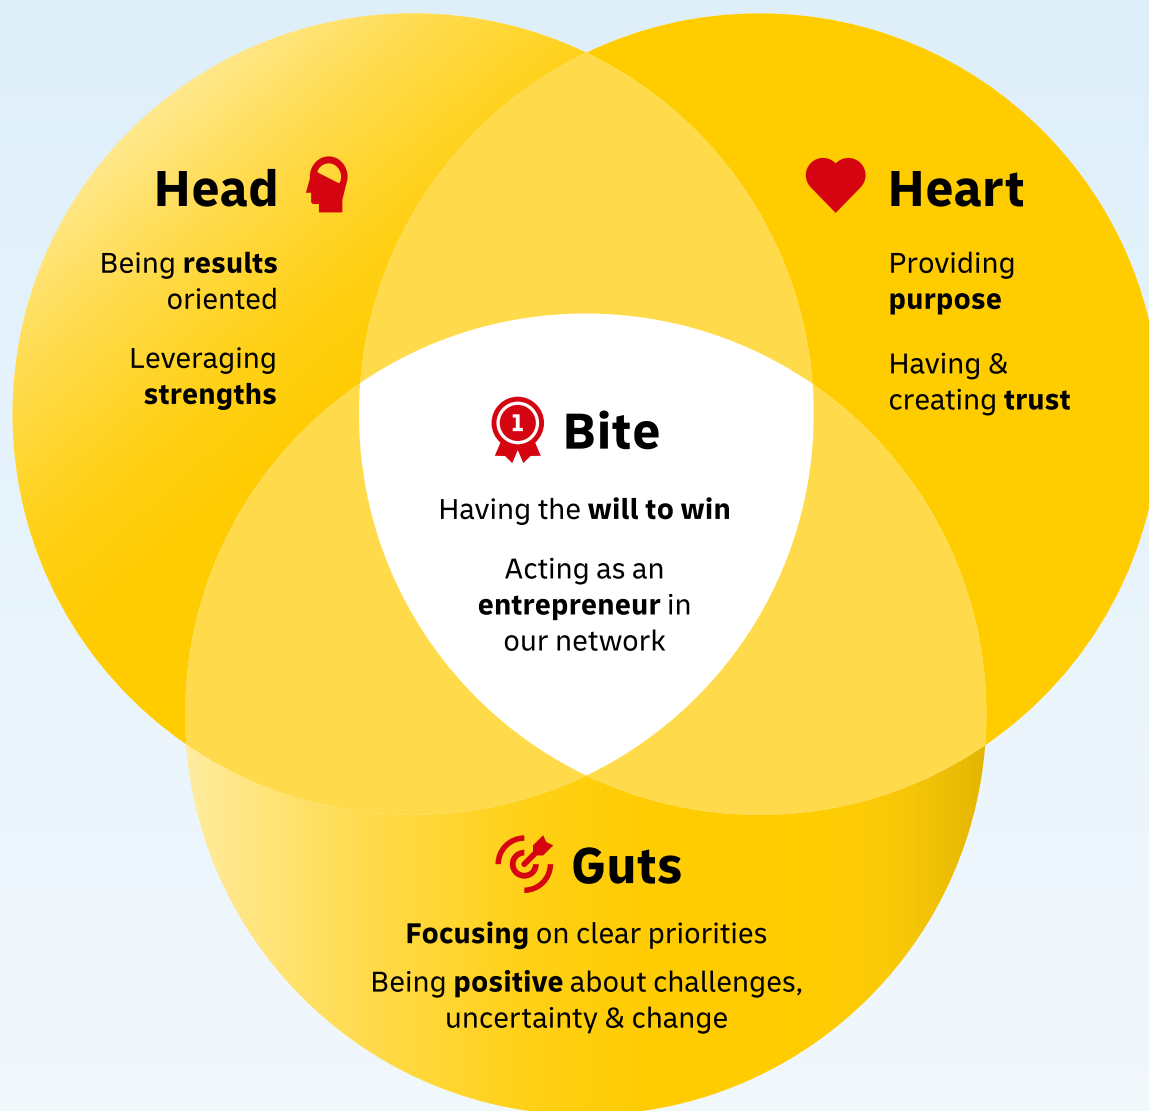 Head
Being results
oriented
Leveraging
strengths
Heart
Providing
purpose
Having &
creating trust
1
Bite
Having the will to win
Acting as an
entrepreneur in
our network
Guts
Focusing on clear priorities
Being positive about challenges,
uncertainty & change